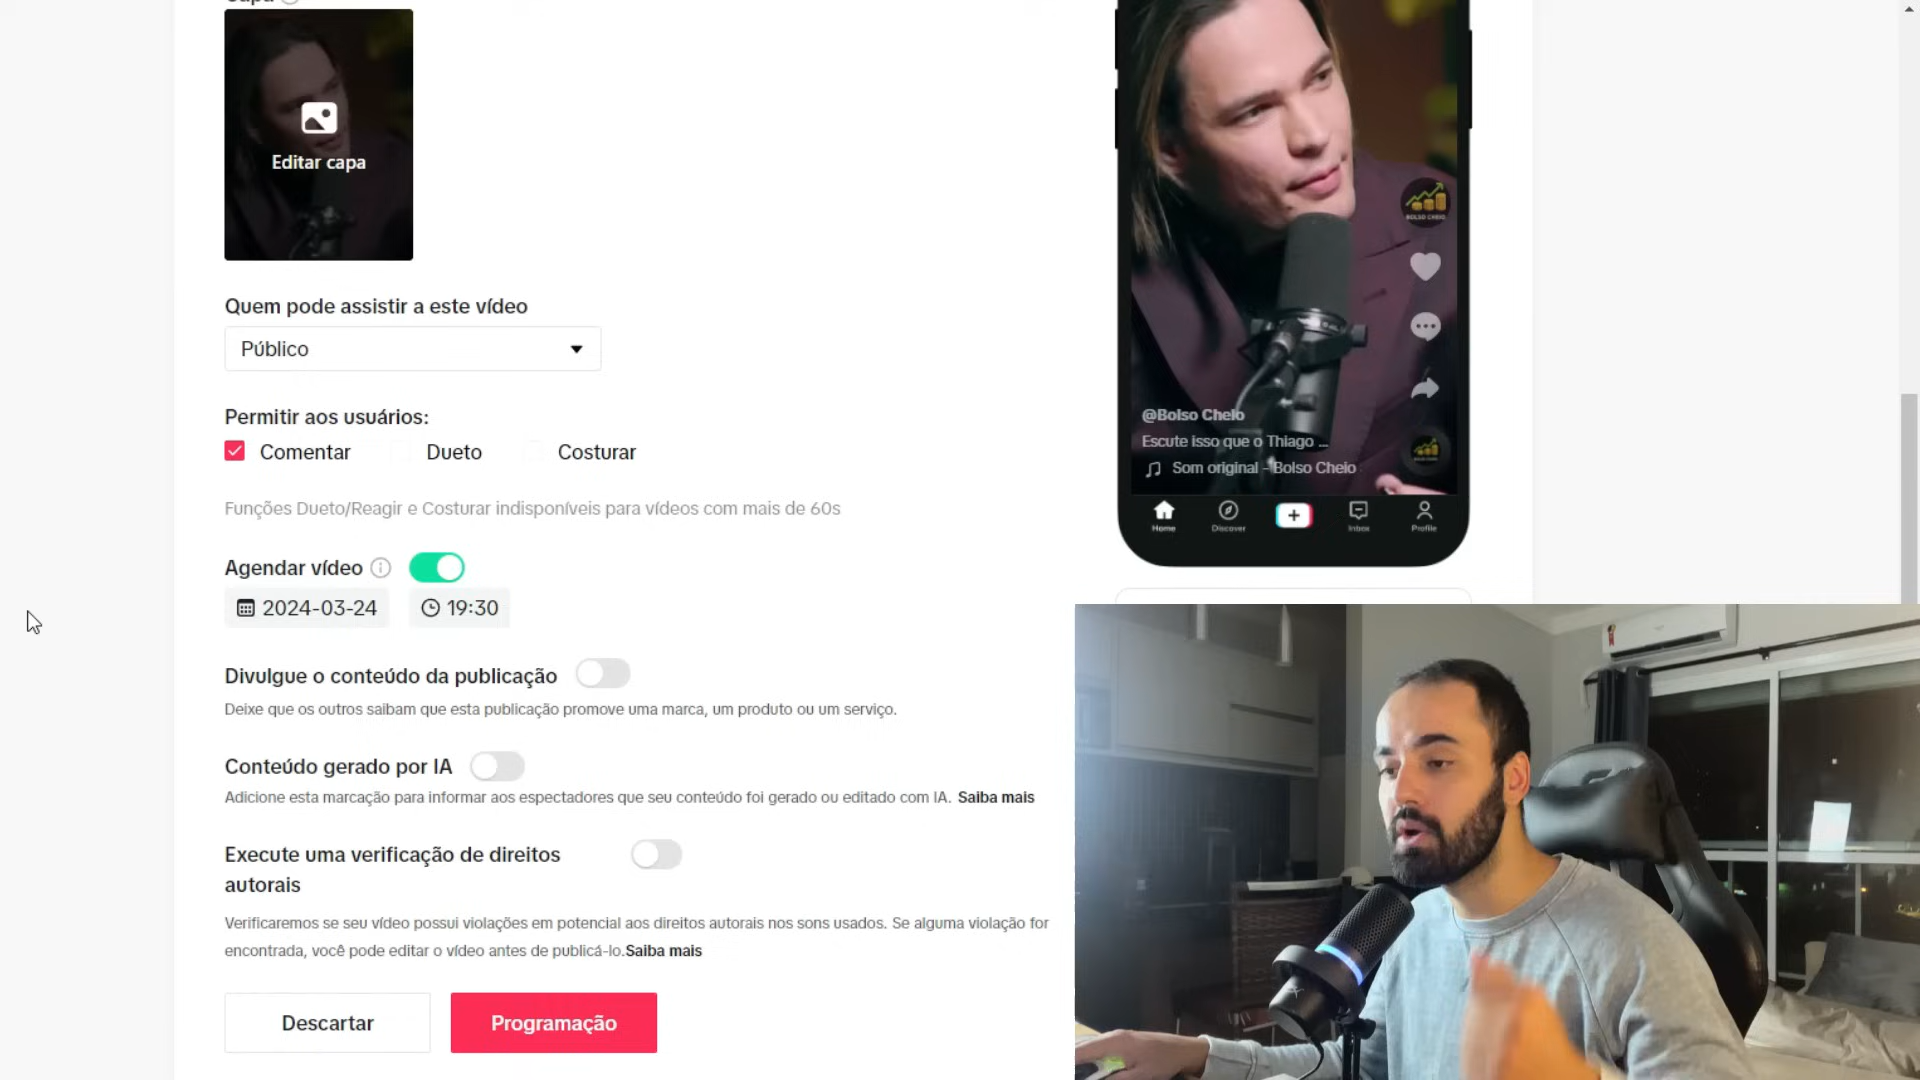 Capa
Editar capa
Quem pode assistir a este vídeo
Público
Permitir aos usuários:
Comentar Dueto Costurar
Funções Dueto/Reagir e Costurar indisponíveis para vídeos com mais de 60s
Agendar vídeo
2024-03-24 19:30
Divulgue o conteúdo da publicação
Deixe que os outros saibam que esta publicação promove uma marca, um produto ou um serviço.
Conteúdo gerado por IA
Adicione esta marcação para informar aos espectadores que seu conteúdo foi gerado ou editado com IA. Saiba mais
Execute uma verificação de direitos
autorais
Verificaremos se seu vídeo possui violações em potencial aos direitos autorais nos sons usados. Se alguma violação for
encontrada, você pode editar o vídeo antes de publicá-lo.Saiba mais
Descartar Programação
BOLSO CHEIO
@Bolso Cheio
Escute isso que o Thiago ...
Som original - Bolso Cheio
Home Discover Inbox Profile